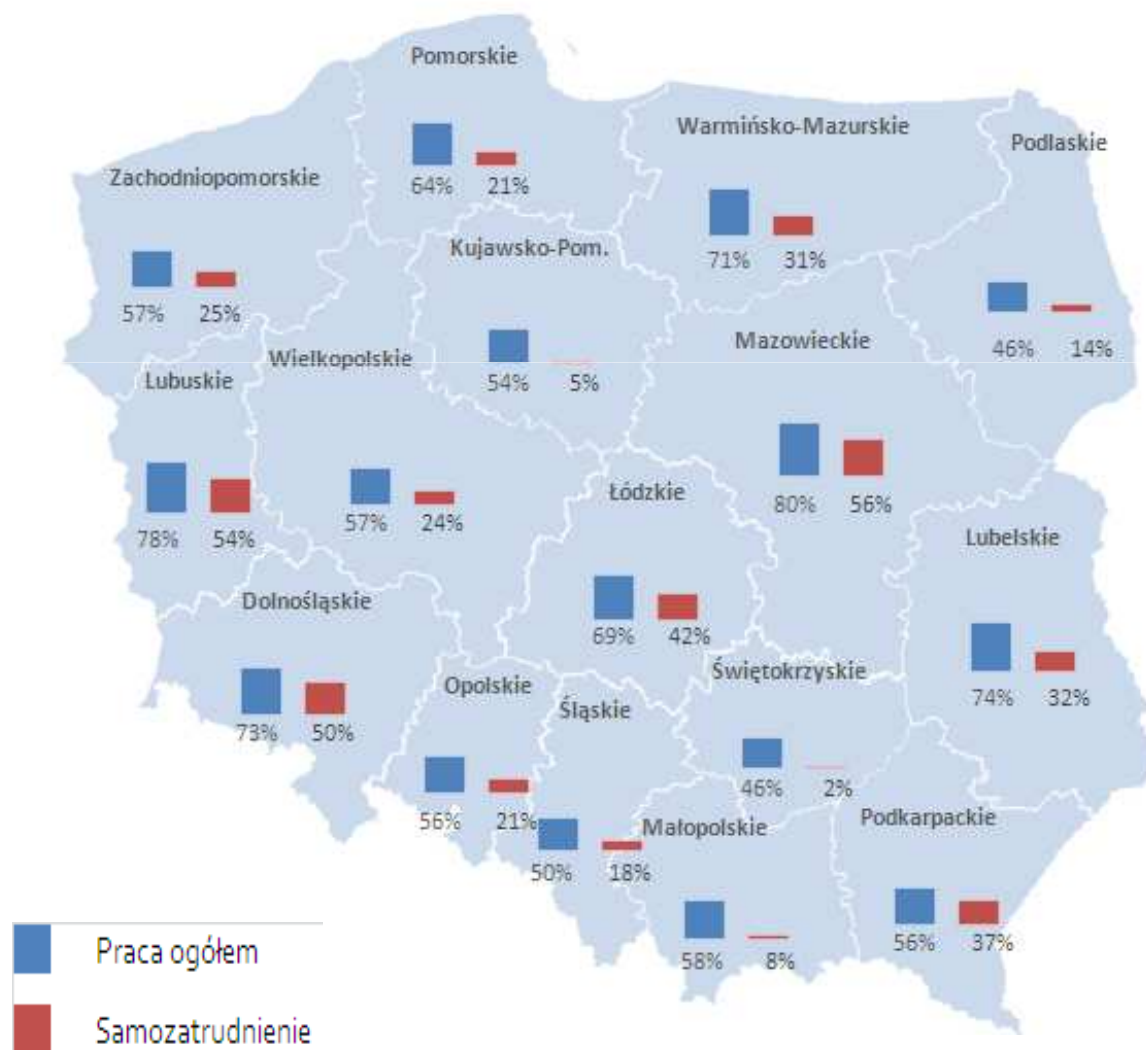 Pomorskie
64% 21%
Warmińsko-Mazurskie
71% 31%
Podlaskie
46% 14%
Zachodniopomorskie
57% 25%
Kujawsko-Pom.
54% 5%
Mazowieckie
80% 56%
Wielkopolskie
57% 24%
Lubuskie
78% 54%
Łódzkie
69% 42%
Lubelskie
74% 32%
Dolnośląskie
73% 50%
Opolskie
56% 21%
Śląskie
50% 18%
Świętokrzyskie
46% 2%
Małopolskie
58% 8%
Podkarpackie
56% 37%
Praca ogółem
Samozatrudnienie